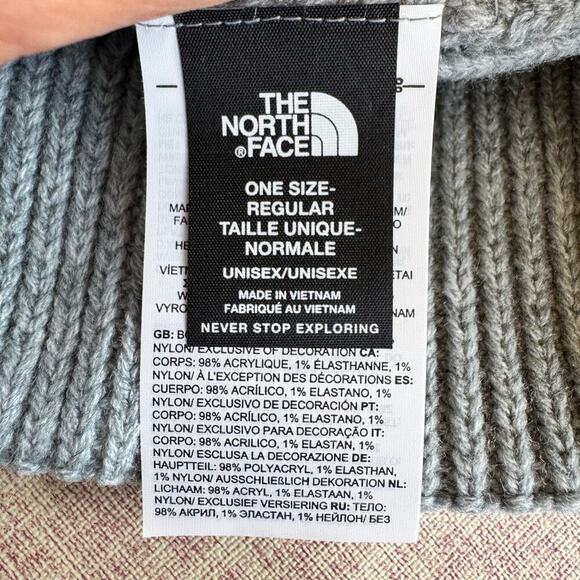 THE
NORTH
FACE
®
ONE SIZE-
REGULAR
TAILLE UNIQUE-
NORMALE
UNISEX/UNISEXE
MADE IN VIETNAM
FABRIQUÉ AU VIETNAM
NEVER STOP EXPLORING
GB:
NYLON/ EXCLUSIVE OF DECORATION CA:
CORPS: 98% ACRYLIQUE, 1% ÉLASTHANNE, 1%
NYLON/ À L'EXCEPTION DES DÉCORATIONS ES:
CUERPO: 98% ACRÍLICO, 1% ELASTANO, 1%
NYLON/ EXCLUSIVO DE DECORACIÓN PT:
CORPO: 98% ACRÍLICO, 1% ELASTANO, 1%
NYLON/ EXCLUSIVO PARA DECORAÇÃO IT:
CORPO: 98% ACRILICO, 1% ELASTAN, 1%
NYLON/ ESCLUSA LA DECORAZIONE DE:
HAUPTTEIL: 98% POLYACRYL, 1% ELASTHAN,
1% NYLON/ AUSSCHLIEẞLICH DEKORATION NL:
LICHAAM: 98% ACRYL, 1% ELASTAAN, 1%
NYLON/ EXCLUSIEF VERSIERING RU: ТЕЛО:
98% АКРИЛ, 1% ЭЛАСТАН, 1% НЕЙЛОН/ БЕЗ